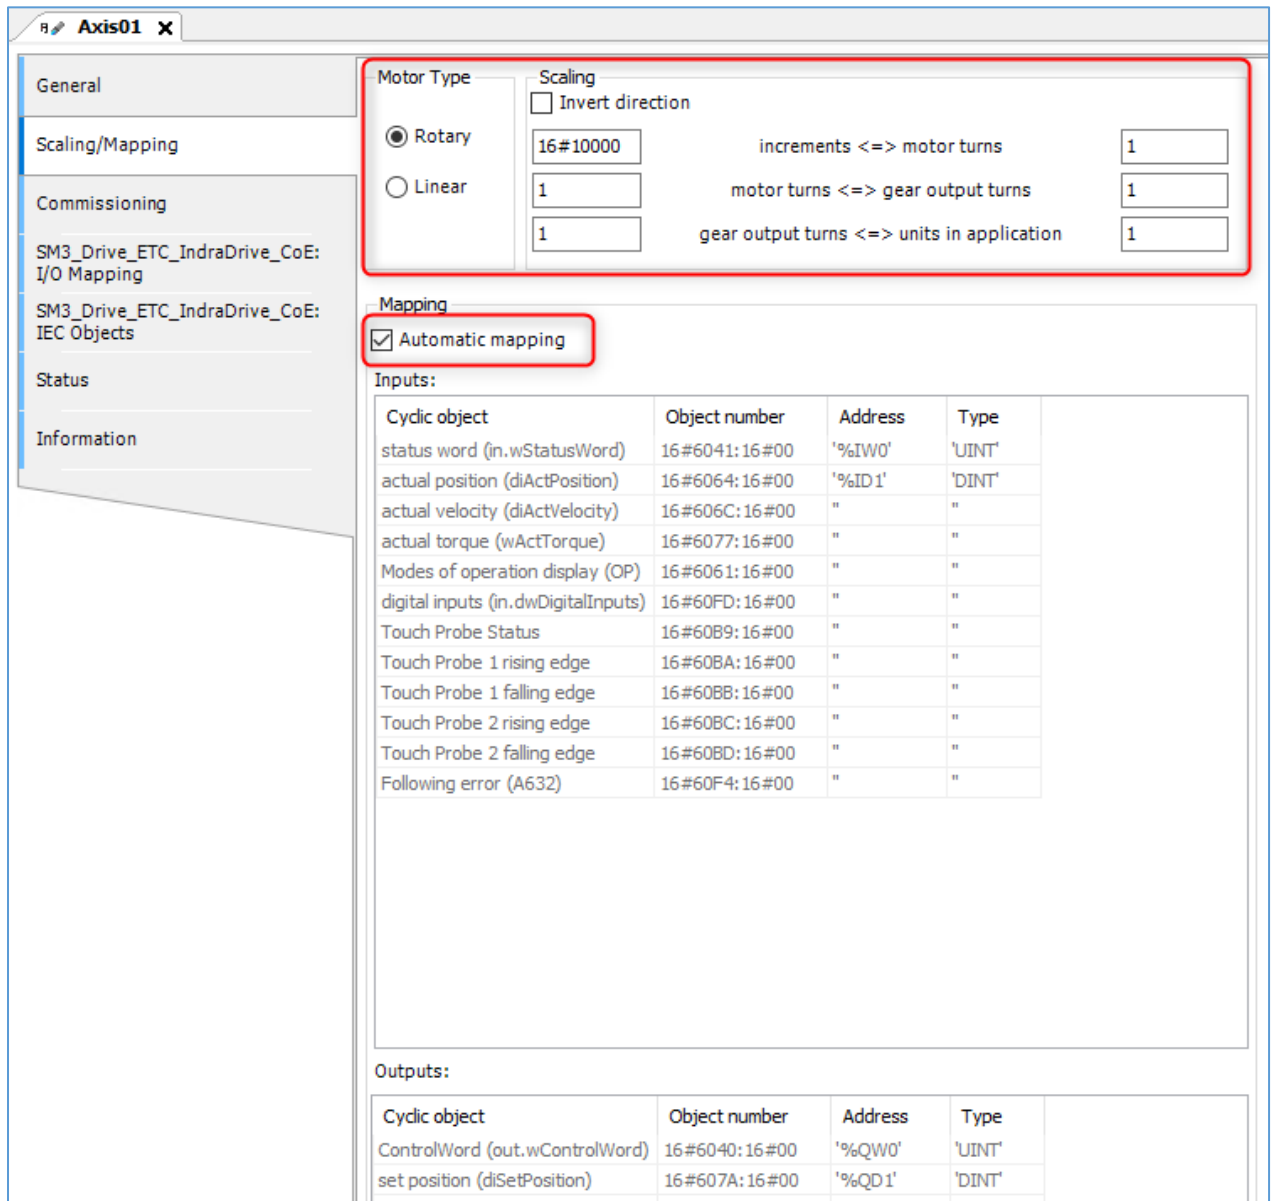 Axis01
General
Scaling/Mapping
Commissioning
SM3_Drive_ETC_IndraDrive_CoE:
I/O Mapping
SM3_Drive_ETC_IndraDrive_CoE:
IEC Objects
Status
Information
Motor Type
Rotary
Linear
Scaling
Invert direction
16#10000 increments <=> motor turns 1
1 motor turns <=> gear output turns 1
1 gear output turns <=> units in application 1
Mapping
Automatic mapping
Inputs:
Cyclic object Object number Address Type
status word (in.wStatusWord) 16#6041:16#00 '%IW0' 'UINT'
actual position (diActPosition) 16#6064:16#00 '%ID1' 'DINT'
actual velocity (diActVelocity) 16#606C:16#00 '' ''
actual torque (wActTorque) 16#6077:16#00 '' ''
Modes of operation display (OP) 16#6061:16#00 '' ''
digital inputs (in.dwDigitalInputs) 16#60FD:16#00 '' ''
Touch Probe Status 16#60B9:16#00 '' ''
Touch Probe 1 rising edge 16#60BA:16#00 '' ''
Touch Probe 1 falling edge 16#60BB:16#00 '' ''
Touch Probe 2 rising edge 16#60BC:16#00 '' ''
Touch Probe 2 falling edge 16#60BD:16#00 '' ''
Following error (A632) 16#60F4:16#00 '' ''
Outputs:
Cyclic object Object number Address Type
ControlWord (out.wControlWord) 16#6040:16#00 '%QW0' 'UINT'
set position (diSetPosition) 16#607A:16#00 '%QD1' 'DINT'